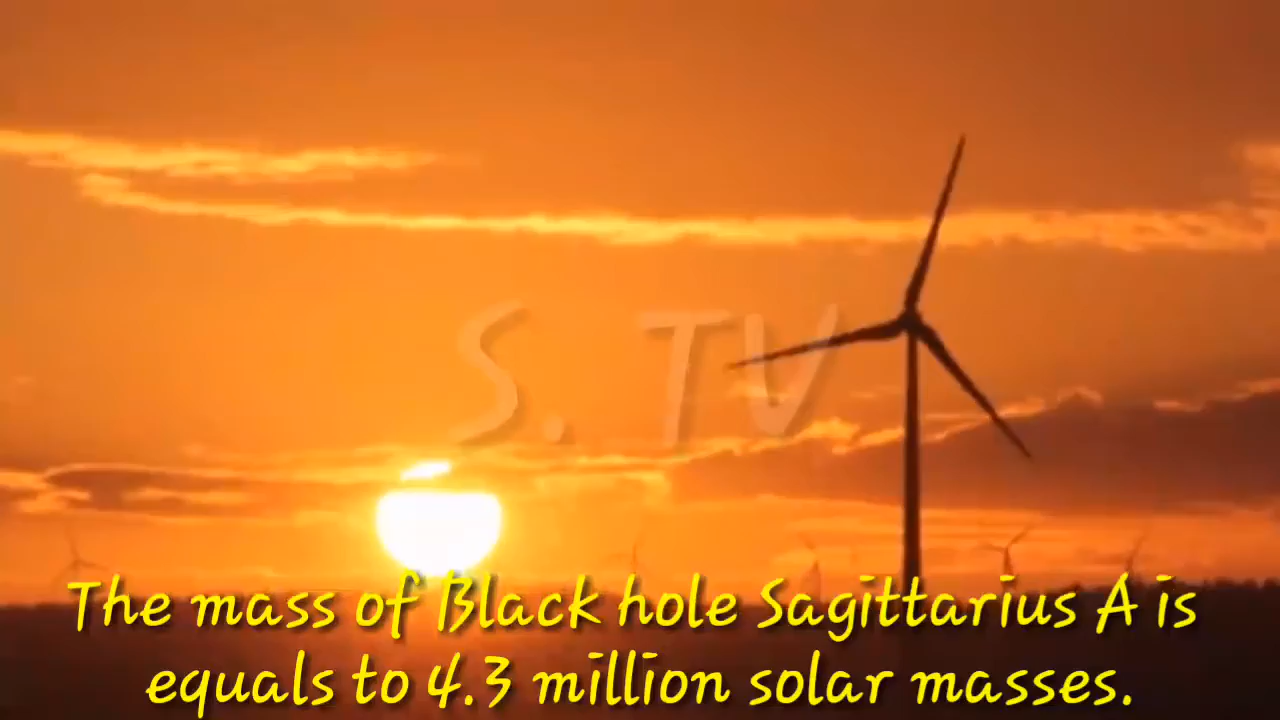 S. TV
The mass of Black hole Sagittarius A is
equals to 4.3 million solar masses.